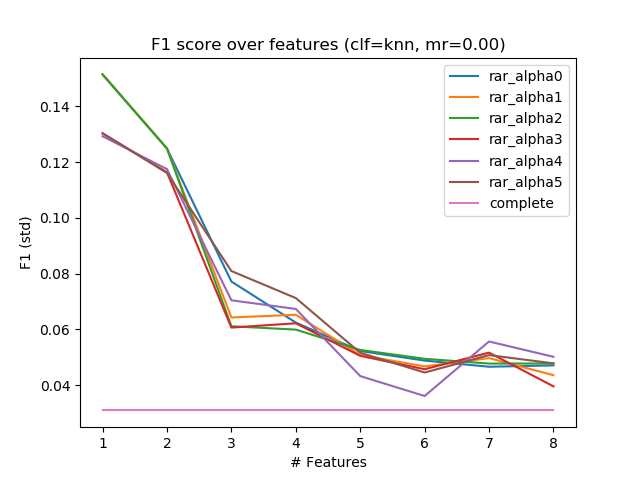 F1 score over features (clf=knn, mr=0.00)
rar_alpha0
rar_alpha1
rar_alpha2
rar_alpha3
rar_alpha4
rar_alpha5
complete
F1 (std)
0.14
0.12
0.10
0.08
0.06
0.04
1 2 3 4 5 6 7 8
# Features